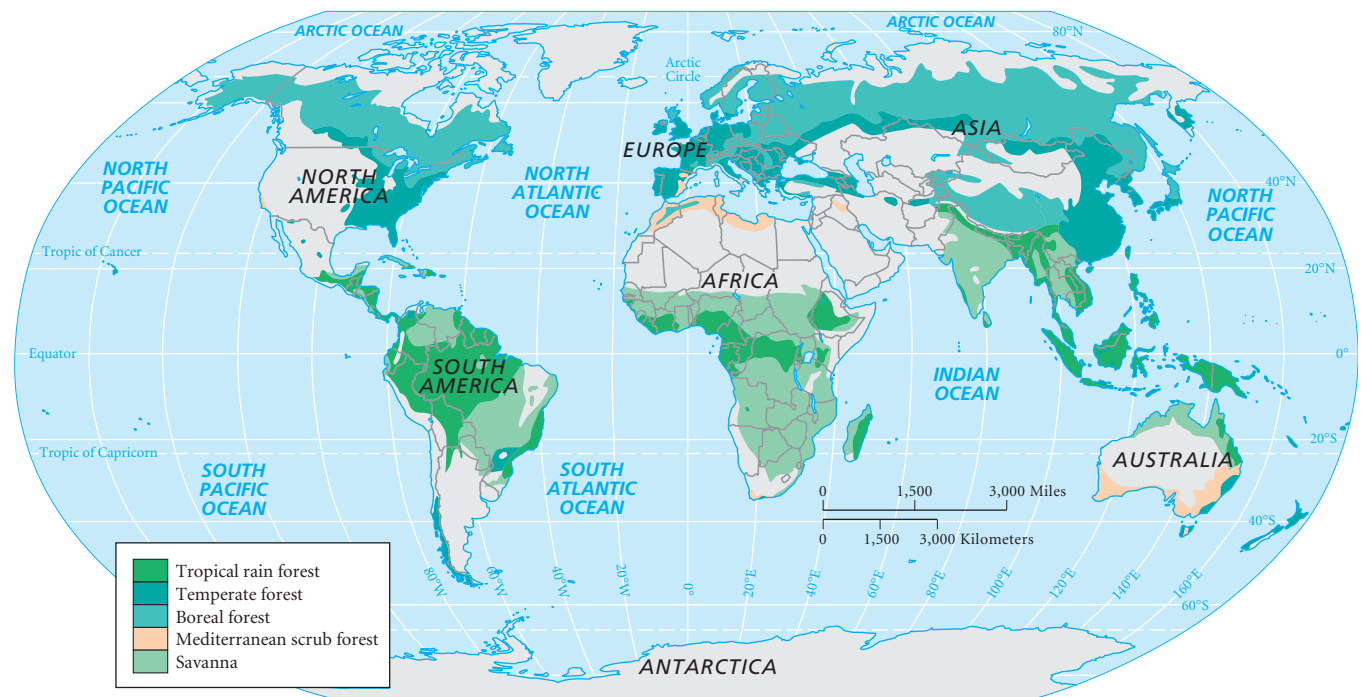 ARCTIC OCEAN
ARCTIC OCEAN
80°N
Arctic
Circle
ASIA
EUROPE
NORTH
PACIFIC
OCEAN
NORTH
AMERICA
NORTH
ATLANTIC
OCEAN
40°N
NORTH
PACIFIC
OCEAN
Tropic of Cancer
20°N
AFRICA
Equator
0°
SOUTH
AMERICA
INDIAN
OCEAN
Tropic of Capricorn
20°S
AUSTRALIA
SOUTH
PACIFIC
OCEAN
SOUTH
ATLANTIC
OCEAN
0 1,500 3,000 Miles
0 1,500 3,000 Kilometers
40°S
80°W
60°W
40°W
20°W
0°
20°E
40°E
60°E
80°E
100°E
120°E
140°E
160°E
60°S
Tropical rain forest
Temperate forest
Boreal forest
Mediterranean scrub forest
Savanna
ANTARCTICA